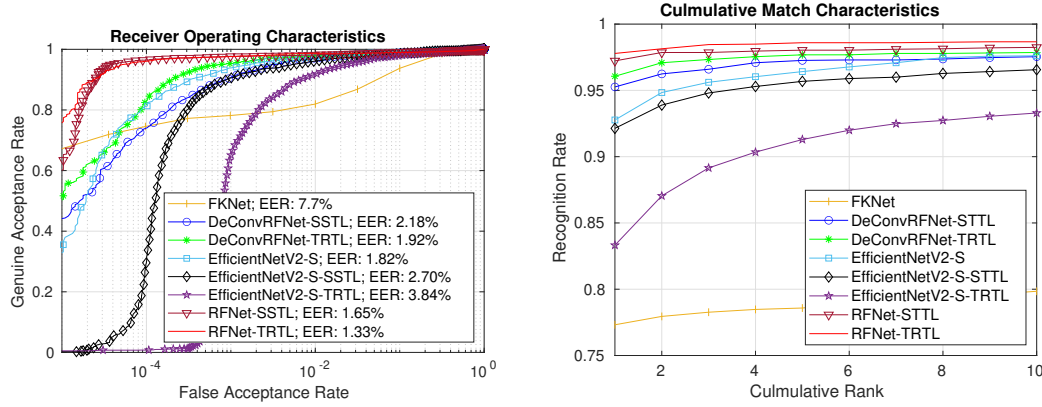 Receiver Operating Characteristics
Genuine Acceptance Rate
1
0.8
0.6
0.4
0.2
0
FKNet; EER: 7.7%
DeConvRFNet-SSTL; EER: 2.18%
DeConvRFNet-TRTL; EER: 1.92%
EfficientNetV2-S; EER: 1.82%
EfficientNetV2-S-SSTL; EER: 2.70%
EfficientNetV2-S-TRTL; EER: 3.84%
RFNet-SSTL; EER: 1.65%
RFNet-TRTL; EER: 1.33%
10⁻⁴ 10⁻² 10⁰
False Acceptance Rate
Culmulative Match Characteristics
Recognition Rate
1
0.95
0.9
0.85
0.8
0.75
FKNet
DeConvRFNet-STTL
DeConvRFNet-TRTL
EfficientNetV2-S
EfficientNetV2-S-STTL
EfficientNetV2-S-TRTL
RFNet-STTL
RFNet-TRTL
2 4 6 8 10
Culmulative Rank